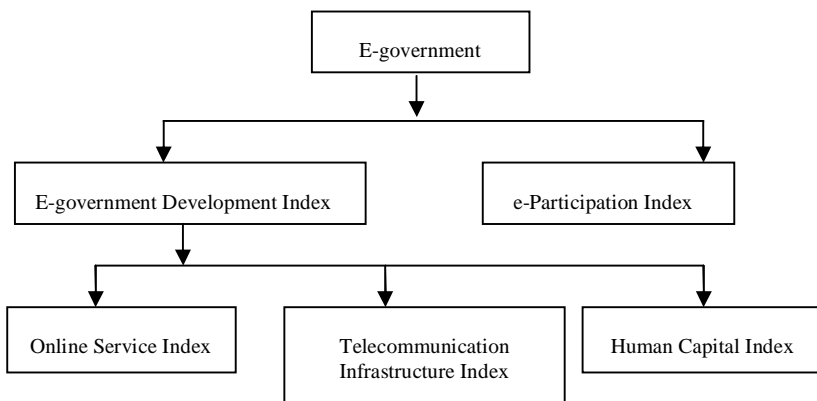 E-government
E-government Development Index
e-Participation Index
Online Service Index
Telecommunication
Infrastructure Index
Human Capital Index